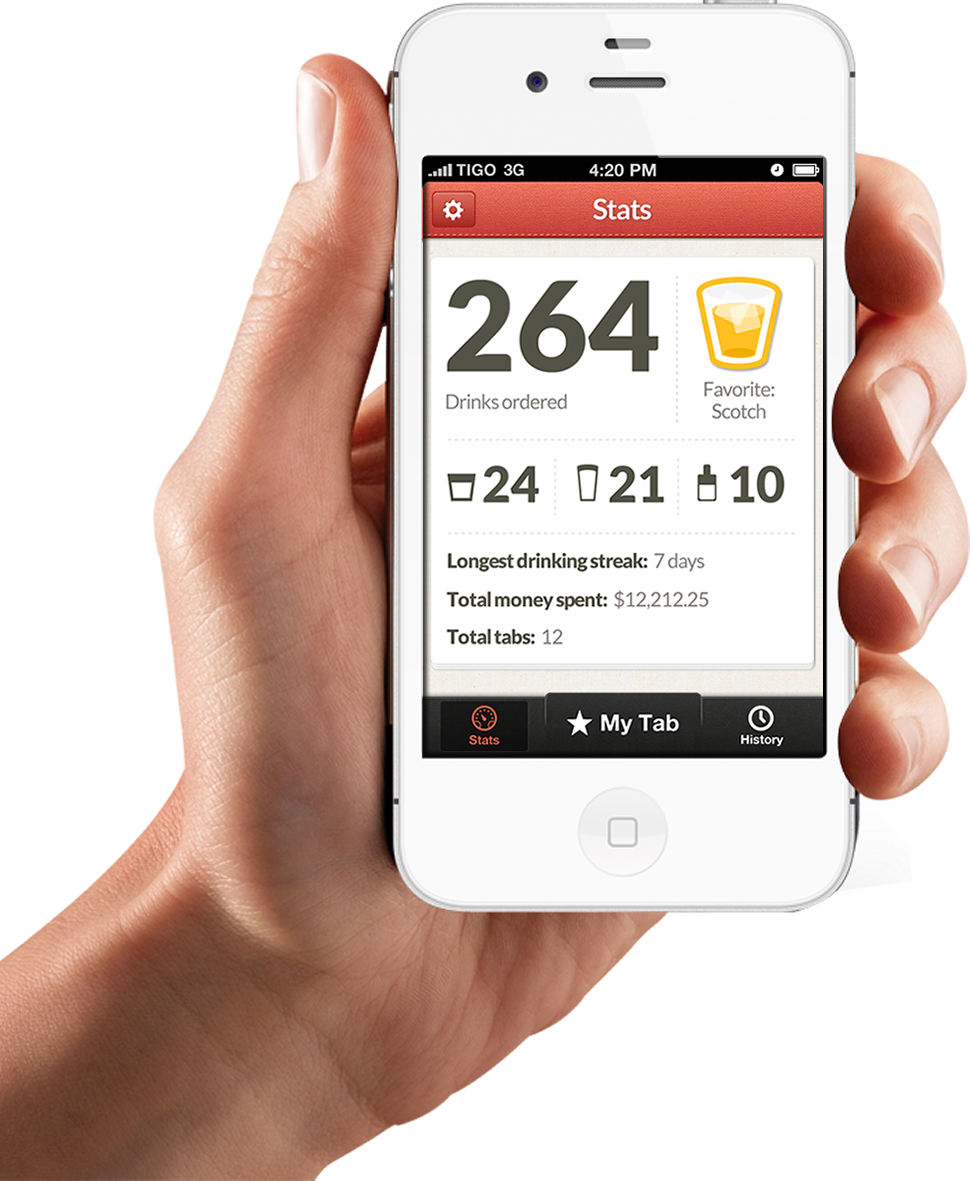 TIGO 3G 4:20 PM
Stats
264
Drinks ordered
Favorite:
Scotch
24 21 10
Longest drinking streak: 7 days
Total money spent: $12,212.25
Total tabs: 12
Stats
My Tab
History